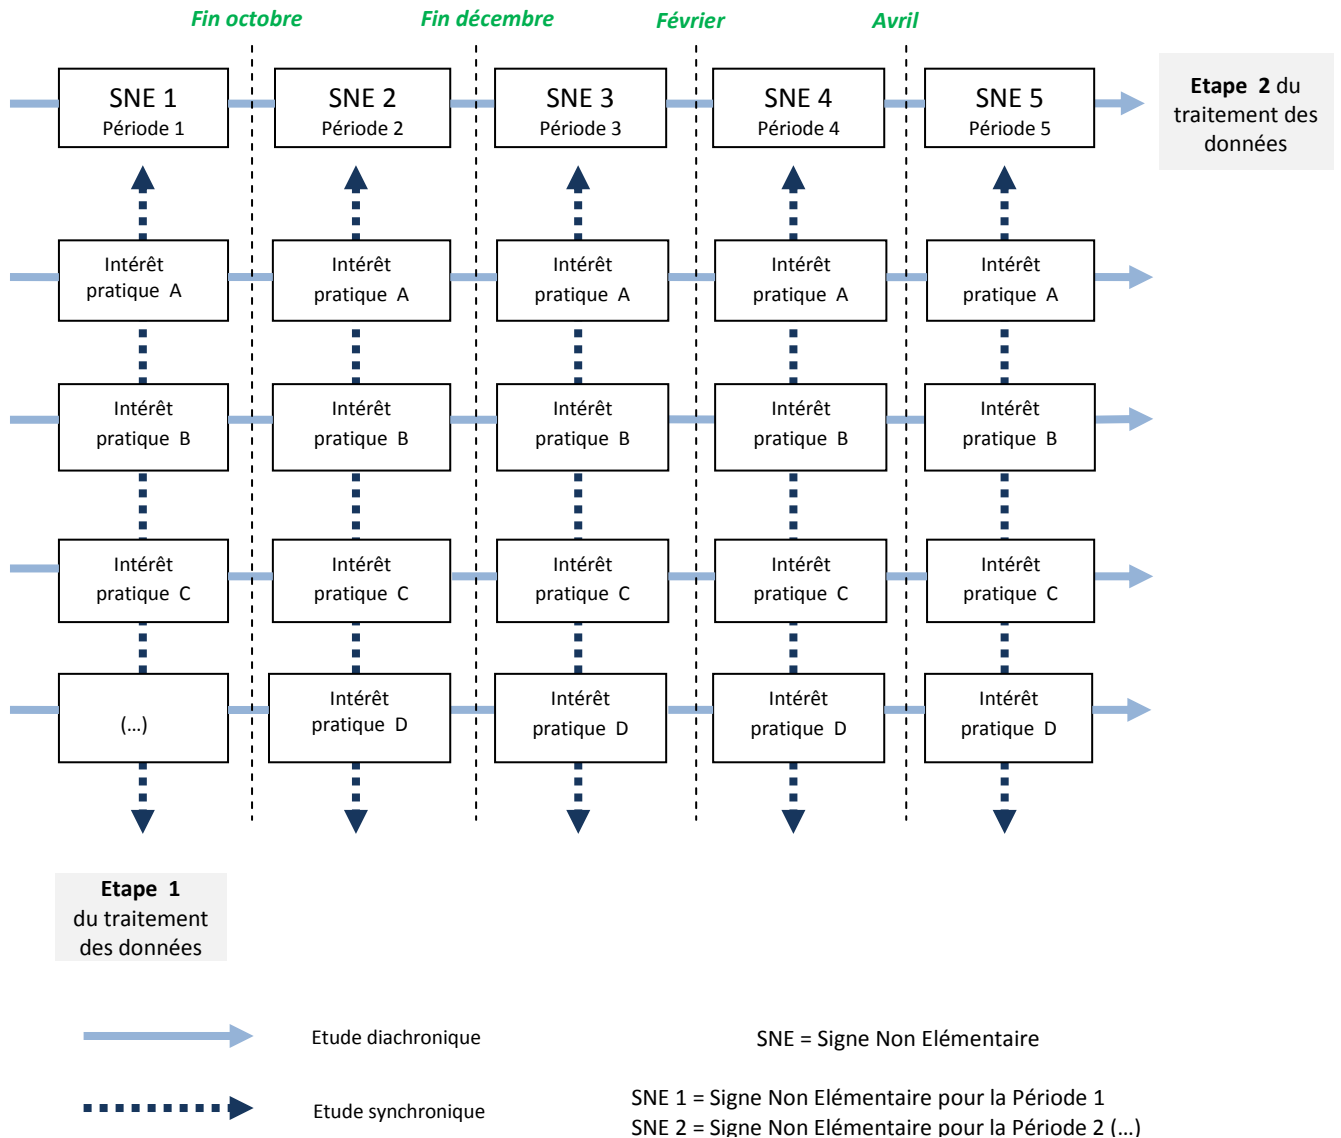 Fin octobre
Fin décembre
Février
Avril
SNE 1
Période 1
SNE 2
Période 2
SNE 3
Période 3
SNE 4
Période 4
SNE 5
Période 5
Etape 2 du
traitement des
données
Intérêt
pratique A
Intérêt
pratique A
Intérêt
pratique A
Intérêt
pratique A
Intérêt
pratique A
Intérêt
pratique B
Intérêt
pratique B
Intérêt
pratique B
Intérêt
pratique B
Intérêt
pratique B
Intérêt
pratique C
Intérêt
pratique C
Intérêt
pratique C
Intérêt
pratique C
Intérêt
pratique C
(...)
Intérêt
pratique D
Intérêt
pratique D
Intérêt
pratique D
Intérêt
pratique D
Etape 1
du traitement
des données
Etude diachronique
SNE = Signe Non Elémentaire
Etude synchronique
SNE 1 = Signe Non Elémentaire pour la Période 1
SNE 2 = Signe Non Elémentaire pour la Période 2 (...)